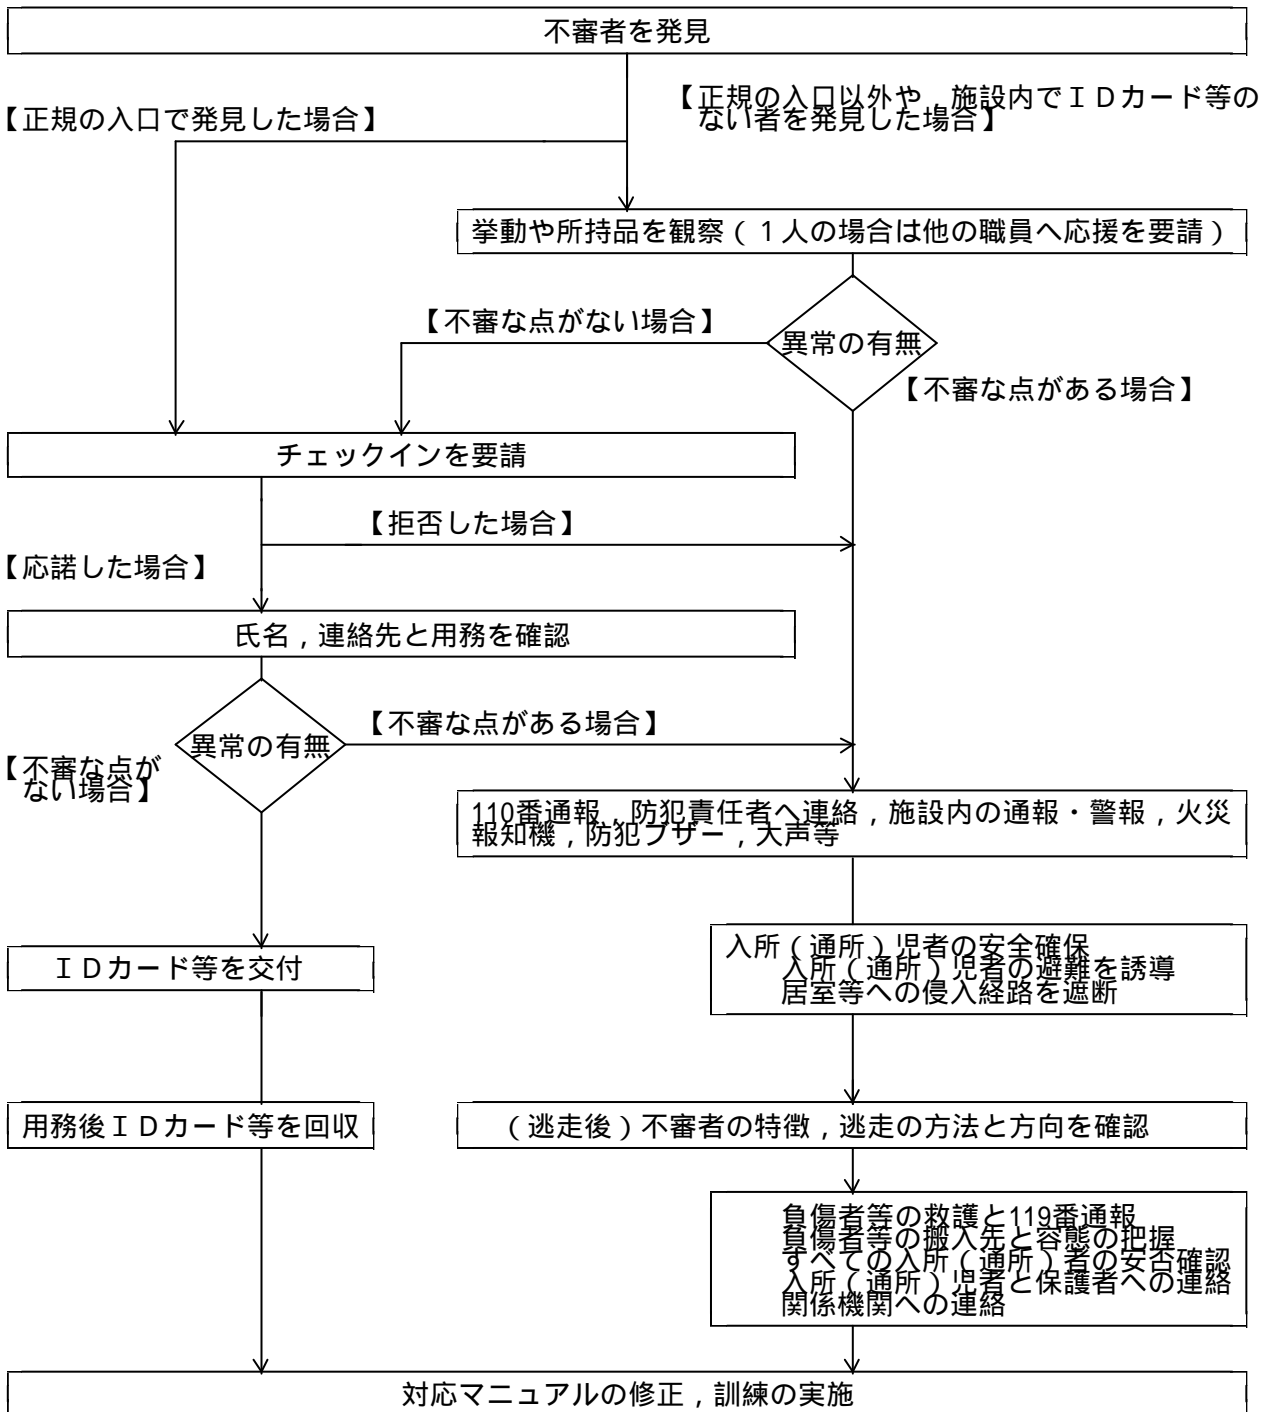 不審者を発見
【正規の入口で発見した場合】
【正規の入口以外や，施設内でＩＤカード等の
ない者を発見した場合】
挙動や所持品を観察（１人の場合は他の職員へ応援を要請）
異常の有無
【不審な点がない場合】
【不審な点がある場合】
チェックインを要請
【拒否した場合】
【応諾した場合】
氏名，連絡先と用務を確認
異常の有無
【不審な点がある場合】
【不審な点が
ない場合】
110番通報，防犯責任者へ連絡，施設内の通報・警報，火災
報知機，防犯ブザー，大声等
入所（通所）児者の安全確保
入所（通所）児者の避難を誘導
居室等への侵入経路を遮断
ＩＤカード等を交付
用務後ＩＤカード等を回収
（逃走後）不審者の特徴，逃走の方法と方向を確認
負傷者等の救護と119番通報
負傷者等の搬入先と容態の把握
すべての入所（通所）者の安否確認
入所（通所）児者と保護者への連絡
関係機関への連絡
対応マニュアルの修正，訓練の実施